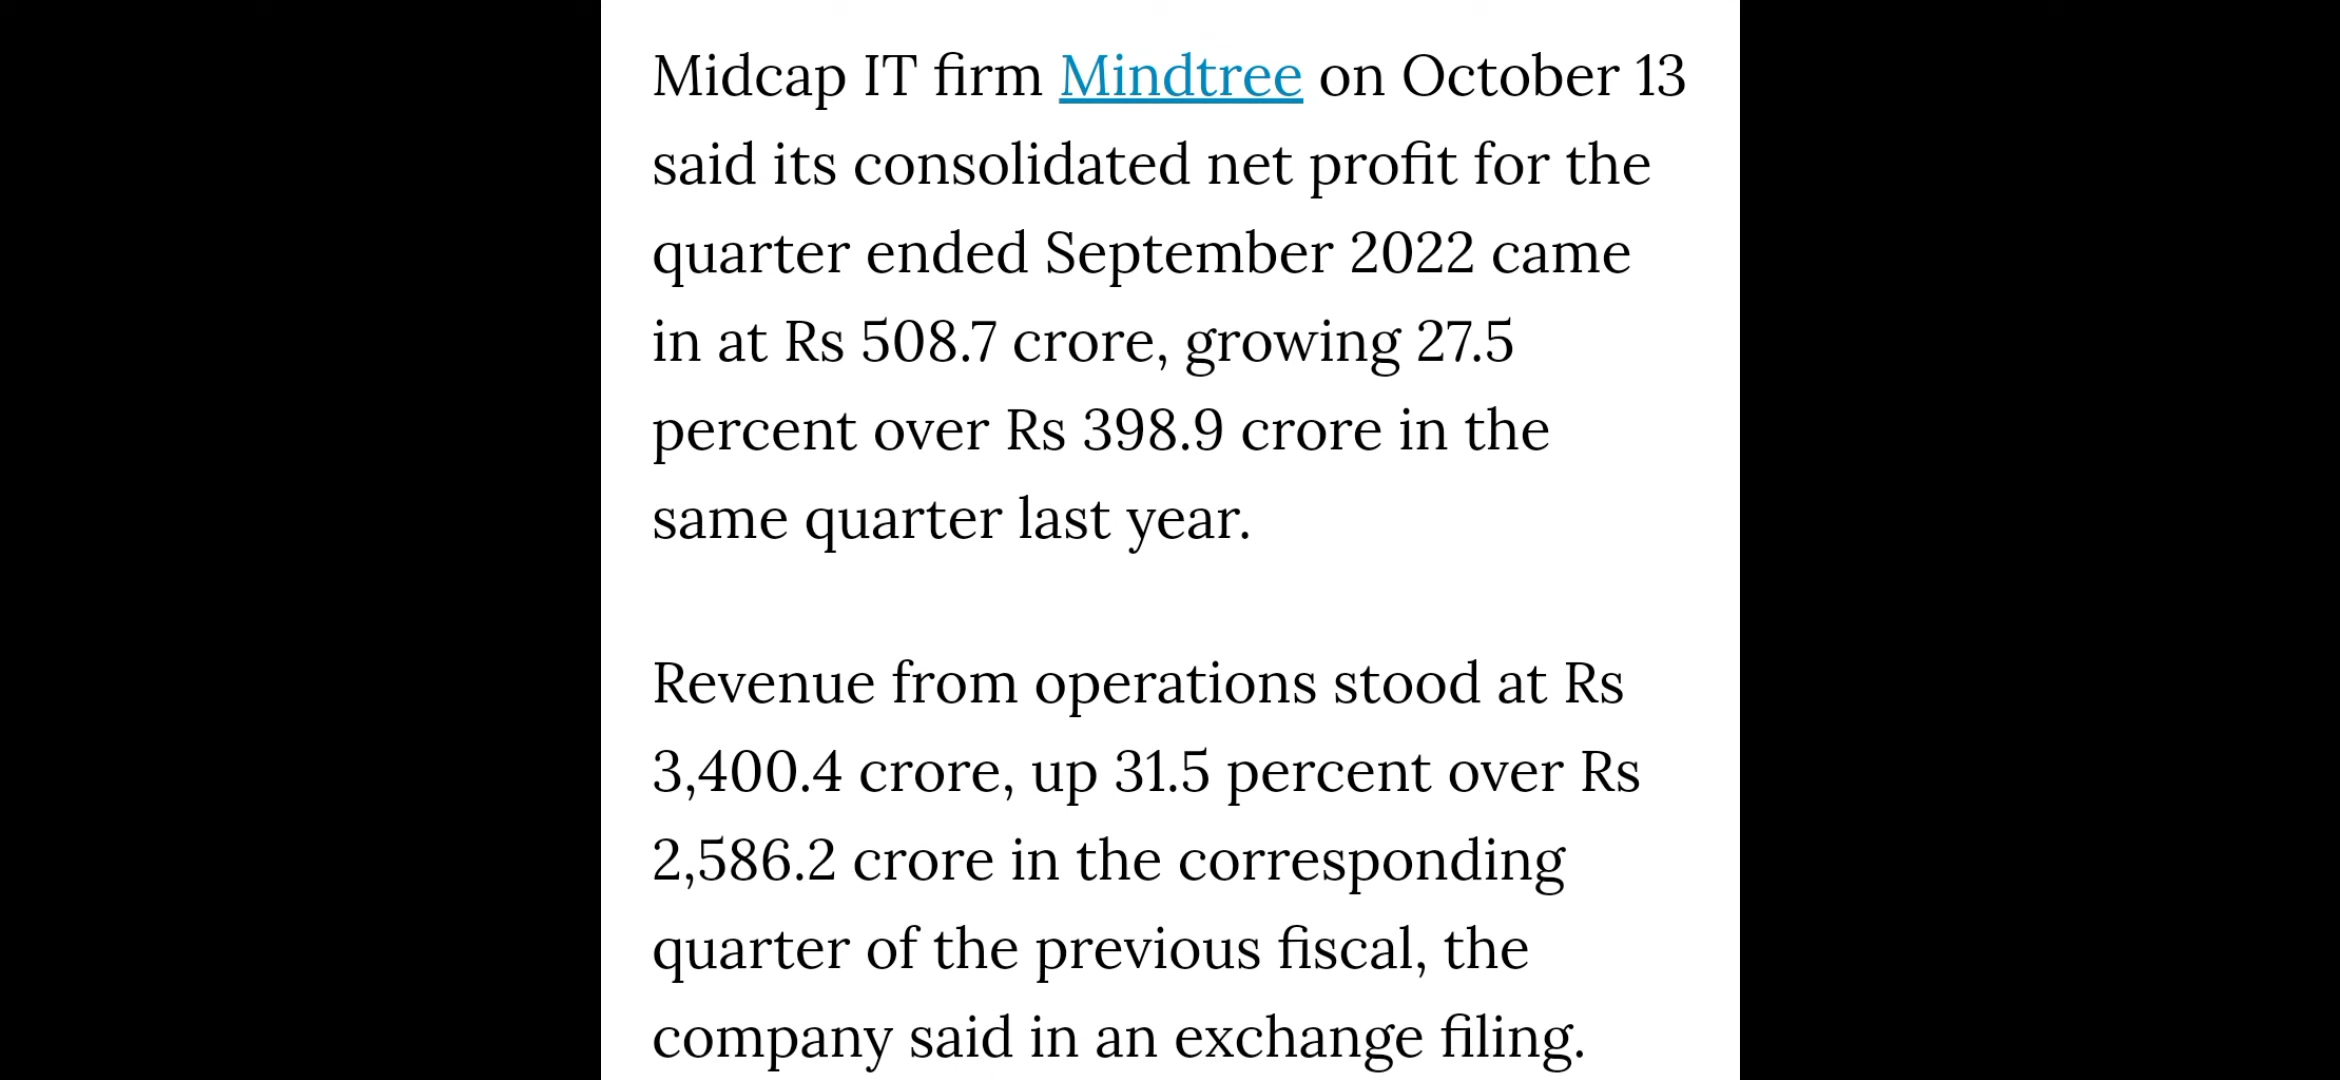 Midcap IT firm Mindtree on October 13
said its consolidated net profit for the
quarter ended September 2022 came
in at Rs 508.7 crore, growing 27.5
percent over Rs 398.9 crore in the
same quarter last year.
Revenue from operations stood at Rs
3,400.4 crore, up 31.5 percent over Rs
2,586.2 crore in the corresponding
quarter of the previous fiscal, the
company said in an exchange filing.